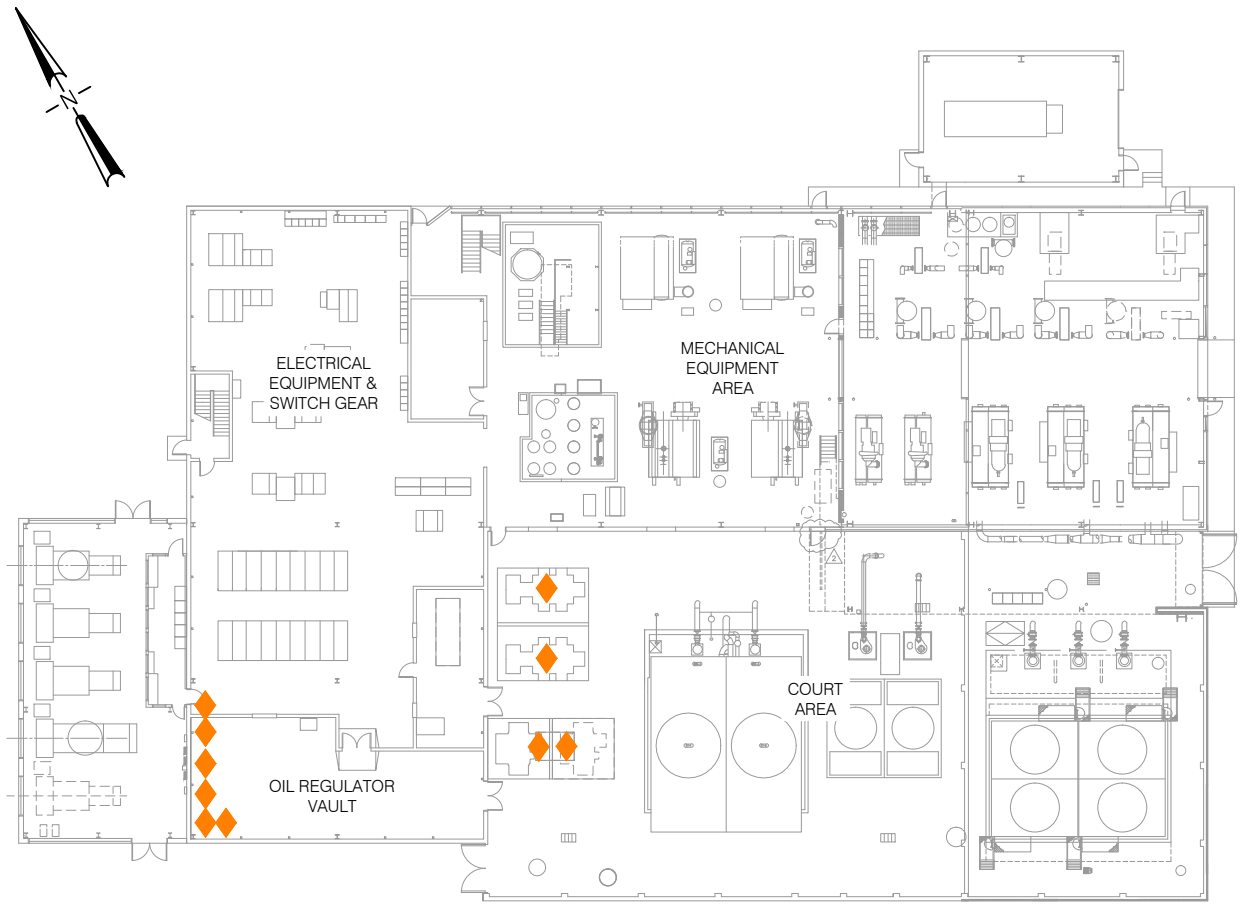 N
ELECTRICAL
EQUIPMENT &
SWITCH GEAR
MECHANICAL
EQUIPMENT
AREA
2
COURT
AREA
OIL REGULATOR
VAULT